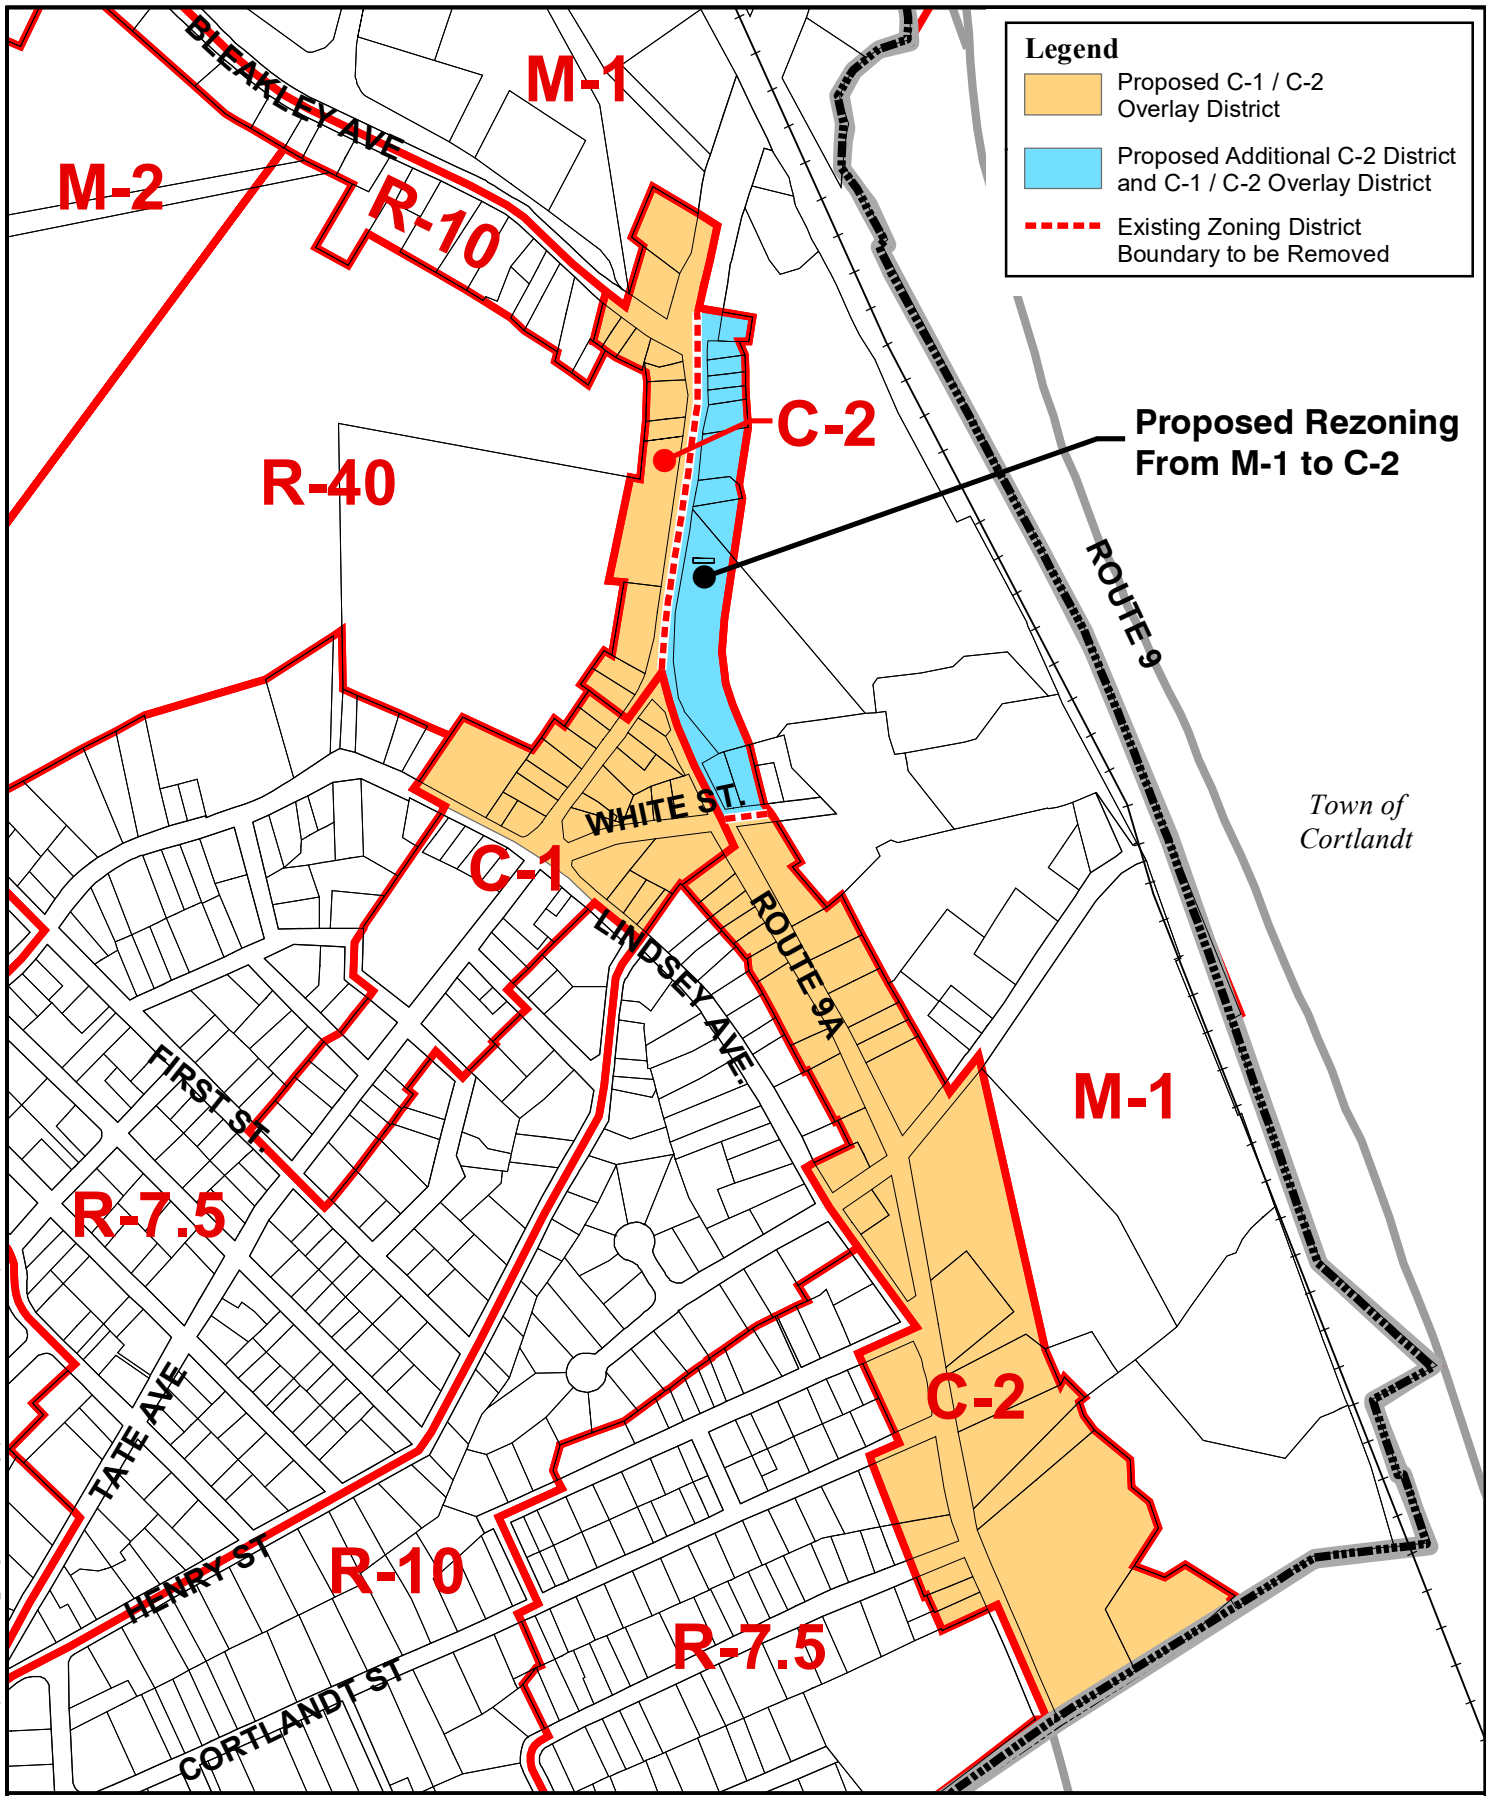 Legend
Proposed C-1 / C-2
Overlay District
Proposed Additional C-2 District
and C-1 / C-2 Overlay District
Existing Zoning District
Boundary to be Removed
BLEAKLEY AVE
M-1
M-2
R-10
C-2
Proposed Rezoning
From M-1 to C-2
R-40
ROUTE 9
WHITE ST.
Town of
Cortlandt
C-1
LINDSEY AVE.
ROUTE 9A
FIRST ST.
M-1
R-7.5
C-2
TATE AVE
HENRY ST
R-10
R-7.5
CORTLANDT ST